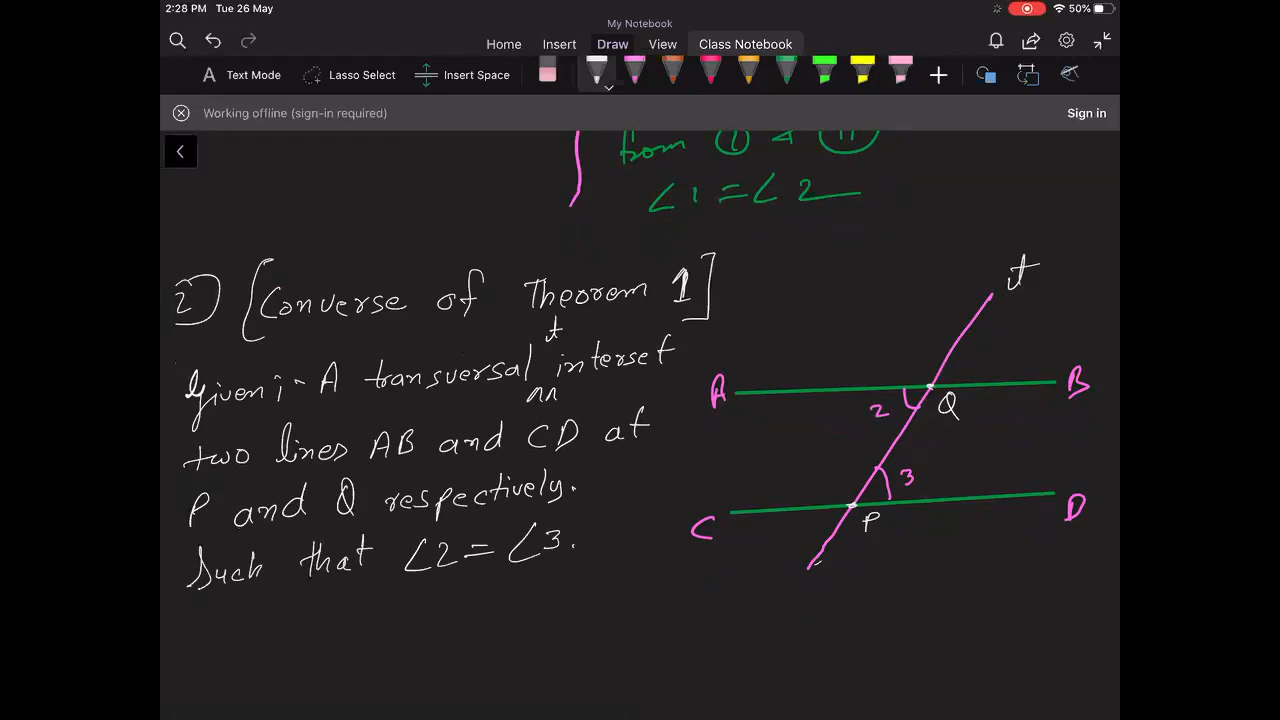 2:28 PM Tue 26 May
50%
My Notebook
Home Insert Draw View Class Notebook
Text Mode Lasso Select Insert Space
Working offline (sign-in required) Sign in
from I & II
∠1=∠2
2) [Converse of Theorem 1]
Given:- A transversal t interset
two lines AB and CD at
P and Q respectively.
Such that ∠2=∠3.
t
A B
2 Q
3
C P D